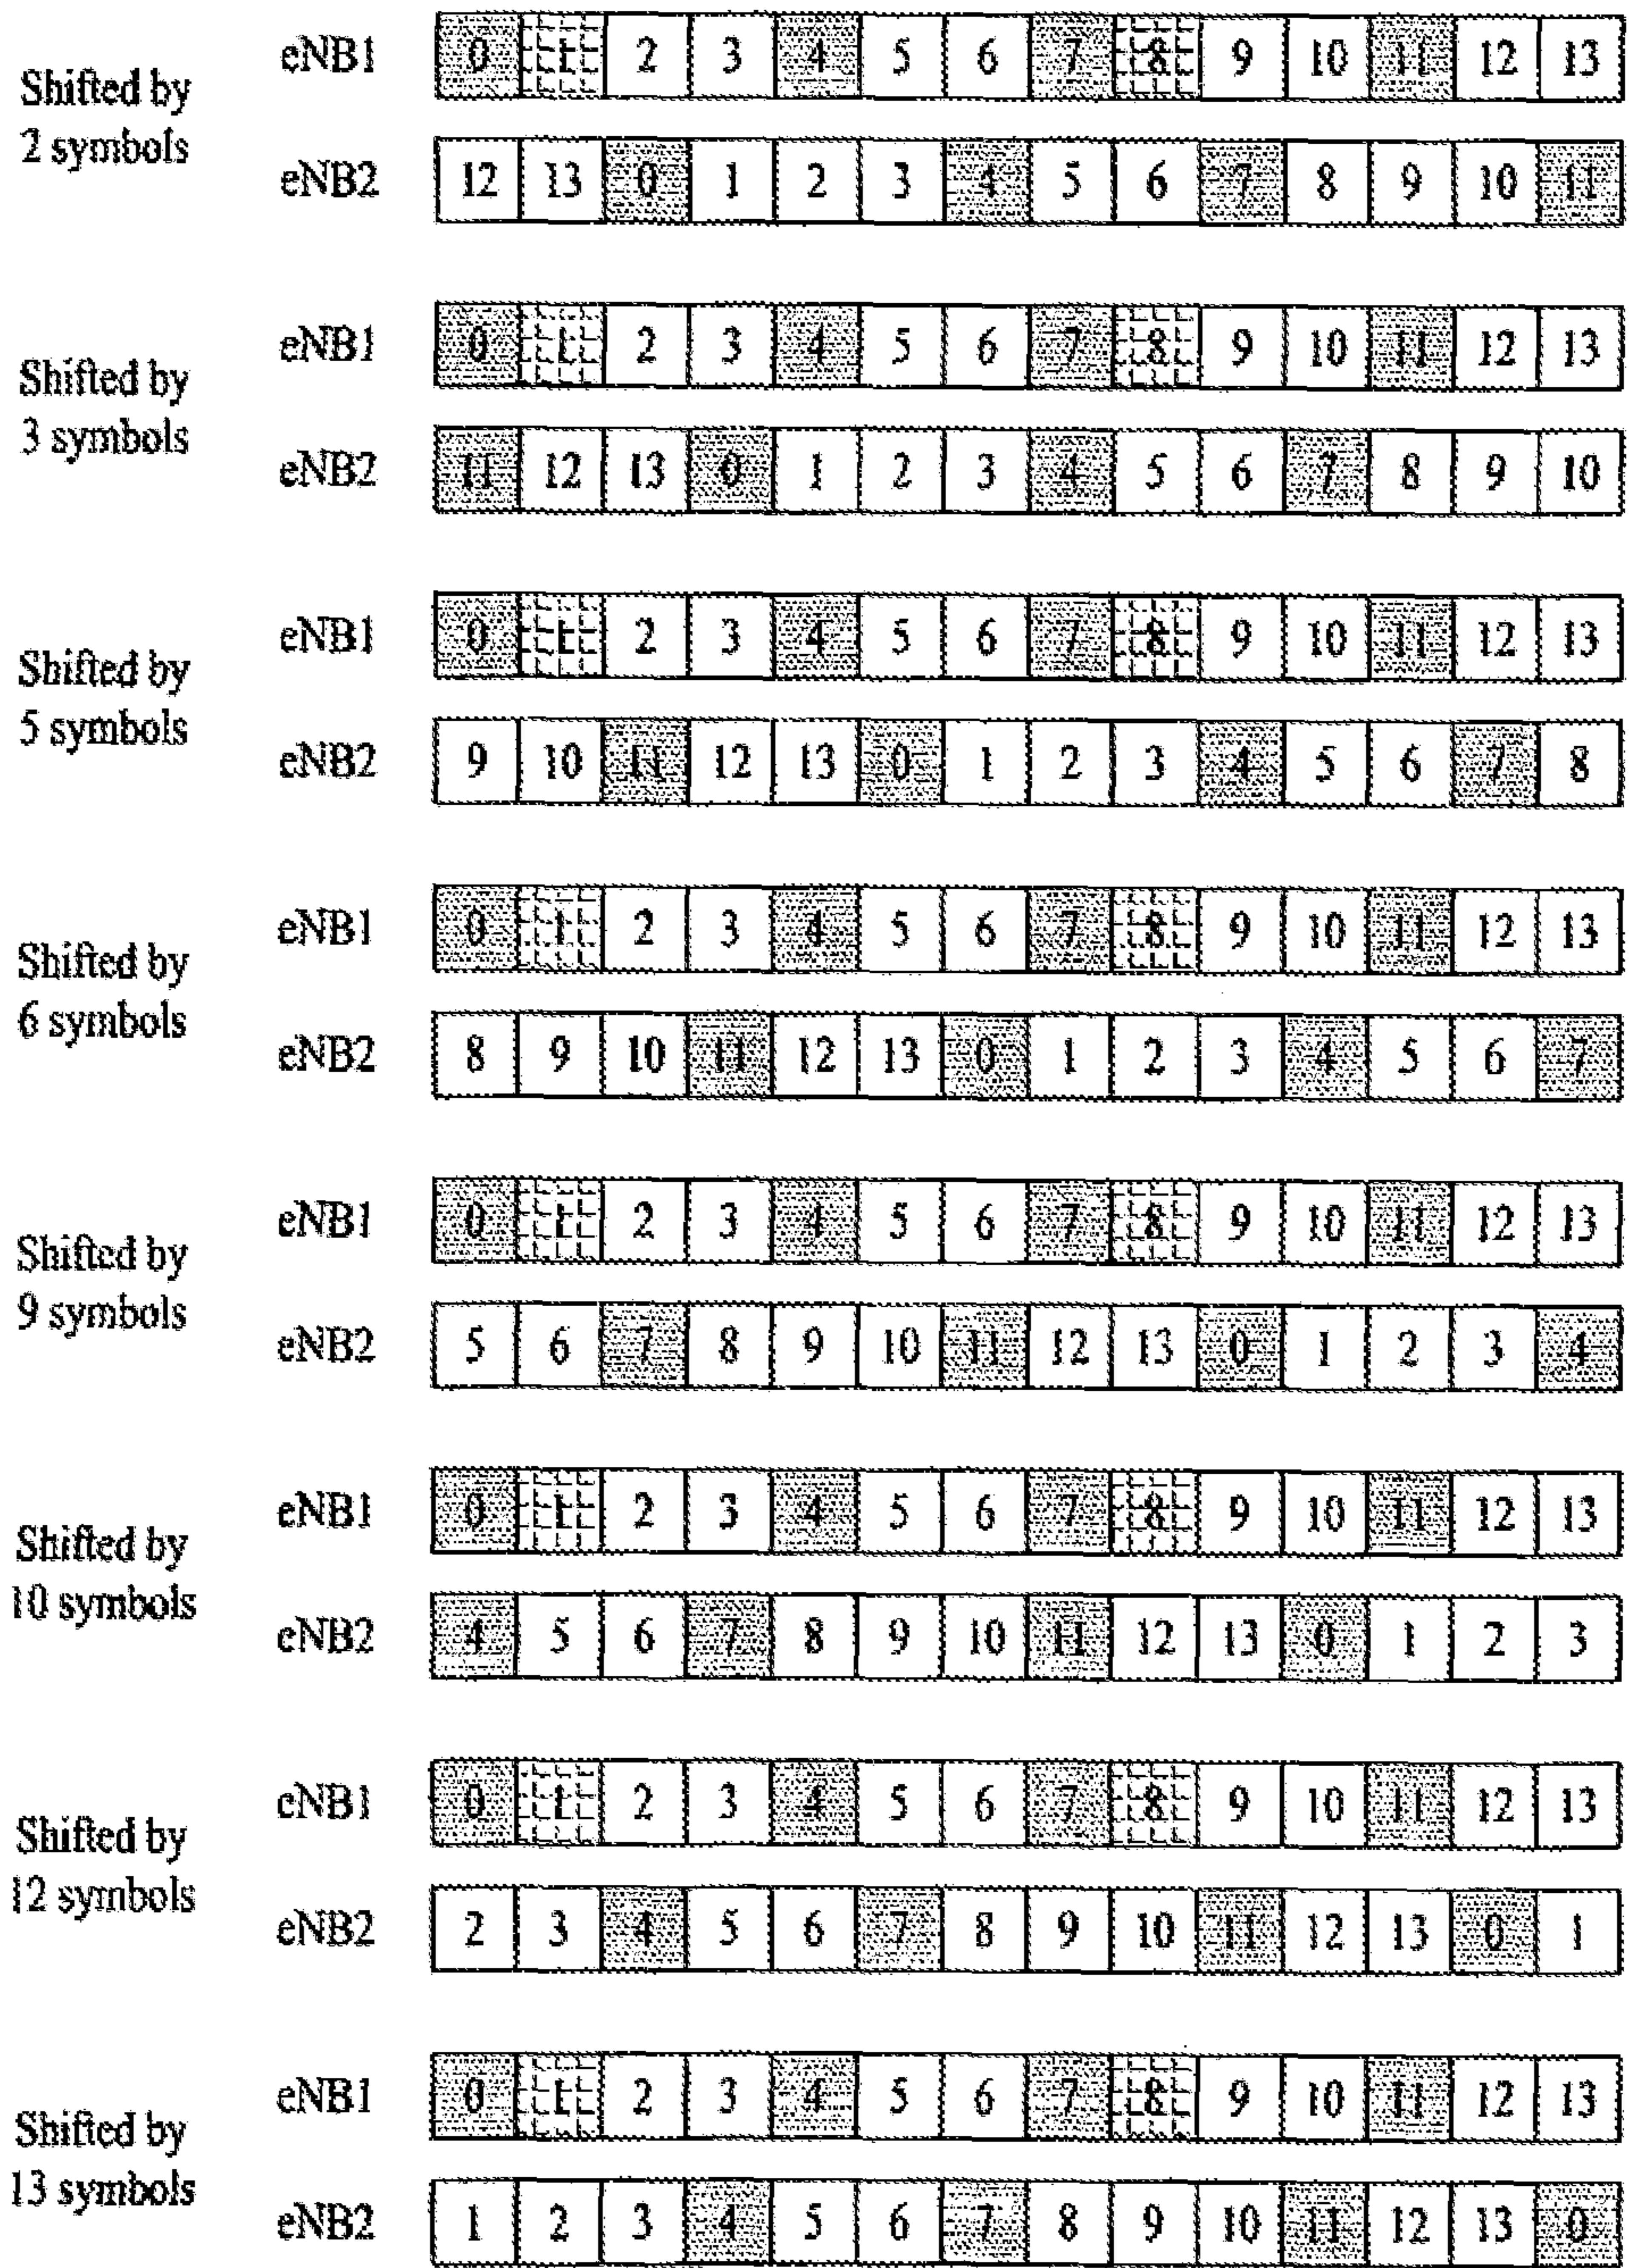 Shifted by
2 symbols
eNB1 0 1 2 3 4 5 6 7 8 9 10 11 12 13
eNB2 12 13 0 1 2 3 4 5 6 7 8 9 10 11
Shifted by
3 symbols
eNB1 0 1 2 3 4 5 6 7 8 9 10 11 12 13
eNB2 11 12 13 0 1 2 3 4 5 6 7 8 9 10
Shifted by
5 symbols
eNB1 0 1 2 3 4 5 6 7 8 9 10 11 12 13
eNB2 9 10 11 12 13 0 1 2 3 4 5 6 7 8
Shifted by
6 symbols
eNB1 0 1 2 3 4 5 6 7 8 9 10 11 12 13
eNB2 8 9 10 11 12 13 0 1 2 3 4 5 6 7
Shifted by
9 symbols
eNB1 0 1 2 3 4 5 6 7 8 9 10 11 12 13
eNB2 5 6 7 8 9 10 11 12 13 0 1 2 3 4
Shifted by
10 symbols
eNB1 0 1 2 3 4 5 6 7 8 9 10 11 12 13
eNB2 4 5 6 7 8 9 10 11 12 13 0 1 2 3
Shifted by
12 symbols
eNB1 0 1 2 3 4 5 6 7 8 9 10 11 12 13
eNB2 2 3 4 5 6 7 8 9 10 11 12 13 0 1
Shifted by
13 symbols
eNB1 0 1 2 3 4 5 6 7 8 9 10 11 12 13
eNB2 1 2 3 4 5 6 7 8 9 10 11 12 13 0